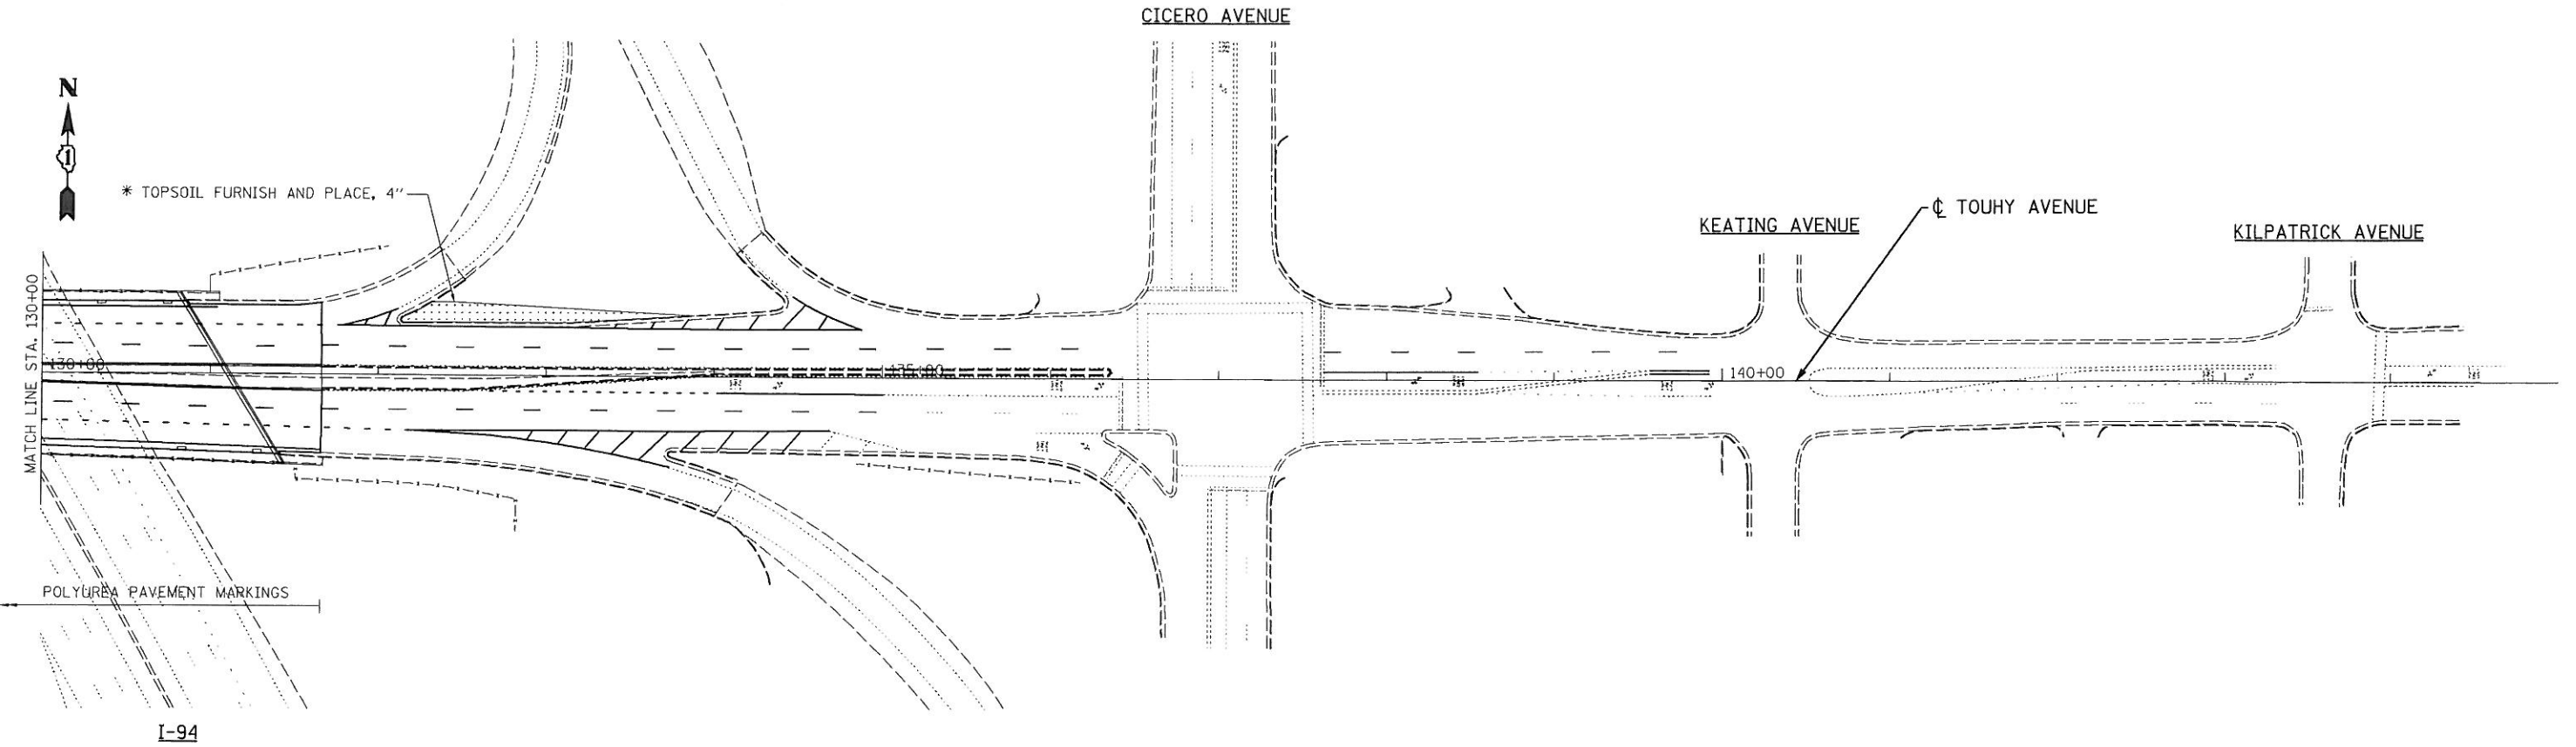 CICERO AVENUE
N
1
* TOPSOIL FURNISH AND PLACE, 4"
℄ TOUHY AVENUE
KEATING AVENUE
KILPATRICK AVENUE
MATCH LINE STA. 130+00
130+00
135+00
140+00
POLYUREA PAVEMENT MARKINGS
I-94